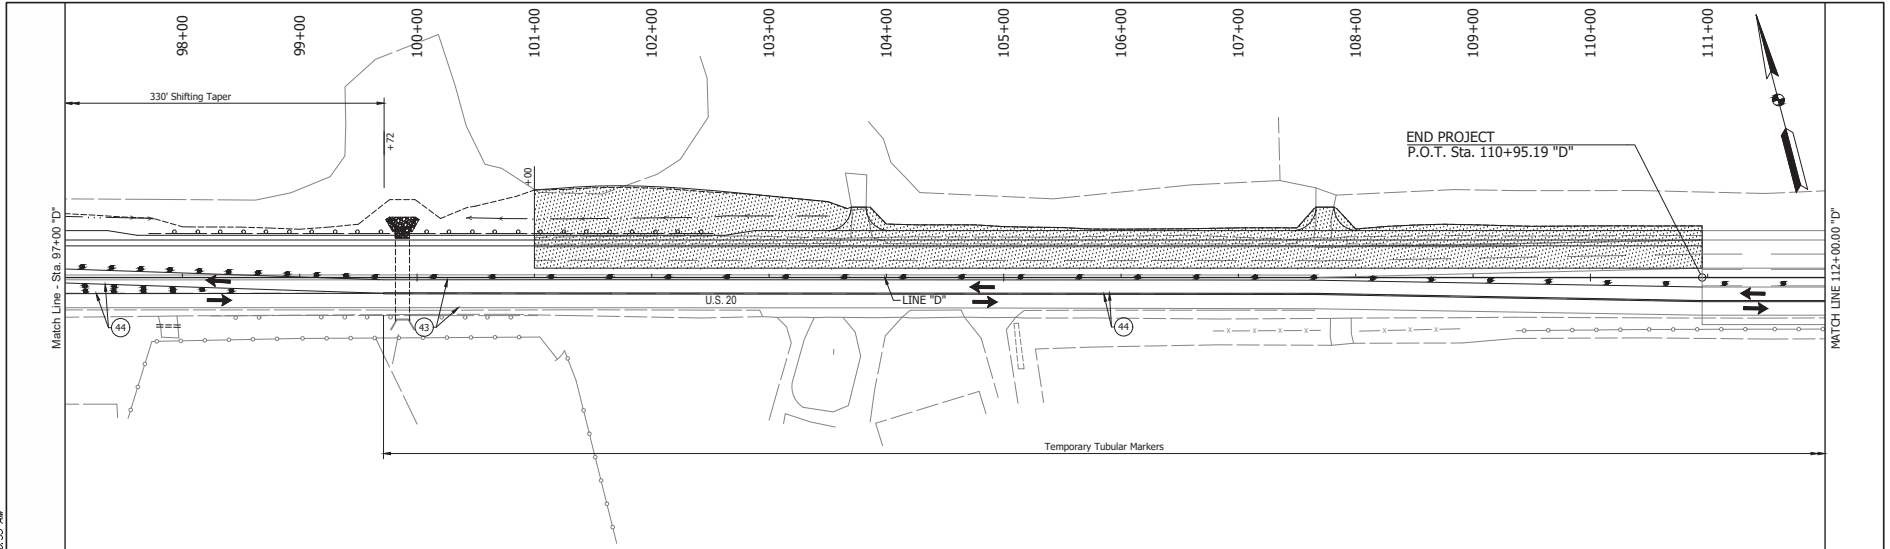 98+00
99+00
100+00
101+00
102+00
103+00
104+00
105+00
106+00
107+00
108+00
109+00
110+00
111+00
330' Shifting Taper
+72
+00
END PROJECT
P.O.T. Sta. 110+95.19 "D"
Match Line - Sta. 97+00 "D"
MATCH LINE 112+00.00 "D"
U.S. 20
LINE "D"
44
43
44
Temporary Tubular Markers